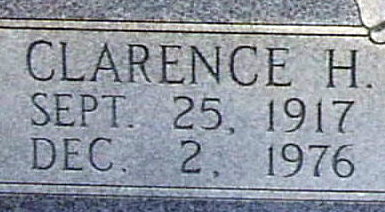 CLARENCE H.
SEPT. 25, 1917
DEC. 2, 1976